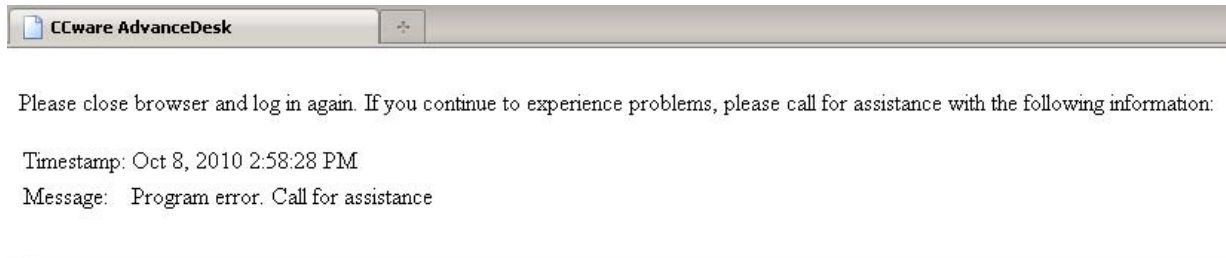 CCware AdvanceDesk
Please close browser and log in again. If you continue to experience problems, please call for assistance with the following information:
Timestamp: Oct 8, 2010 2:58:28 PM
Message: Program error. Call for assistance